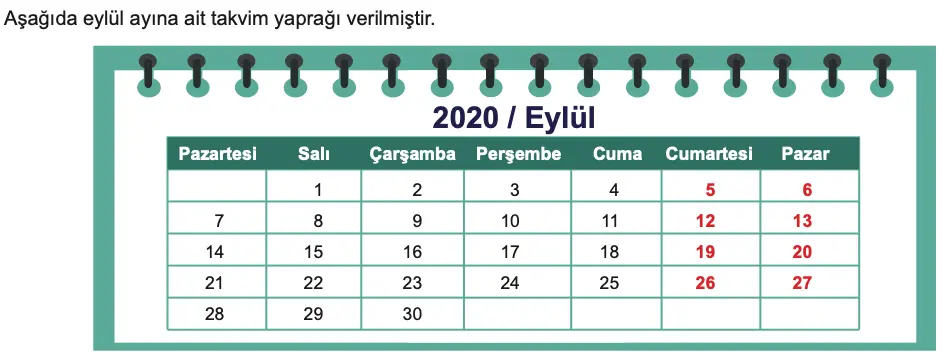 Aşağıda eylül ayına ait takvim yaprağı verilmiştir.
2020 / Eylül
Pazartesi Salı Çarşamba Perşembe Cuma Cumartesi Pazar
1 2 3 4 5 6
7 8 9 10 11 12 13
14 15 16 17 18 19 20
21 22 23 24 25 26 27
28 29 30